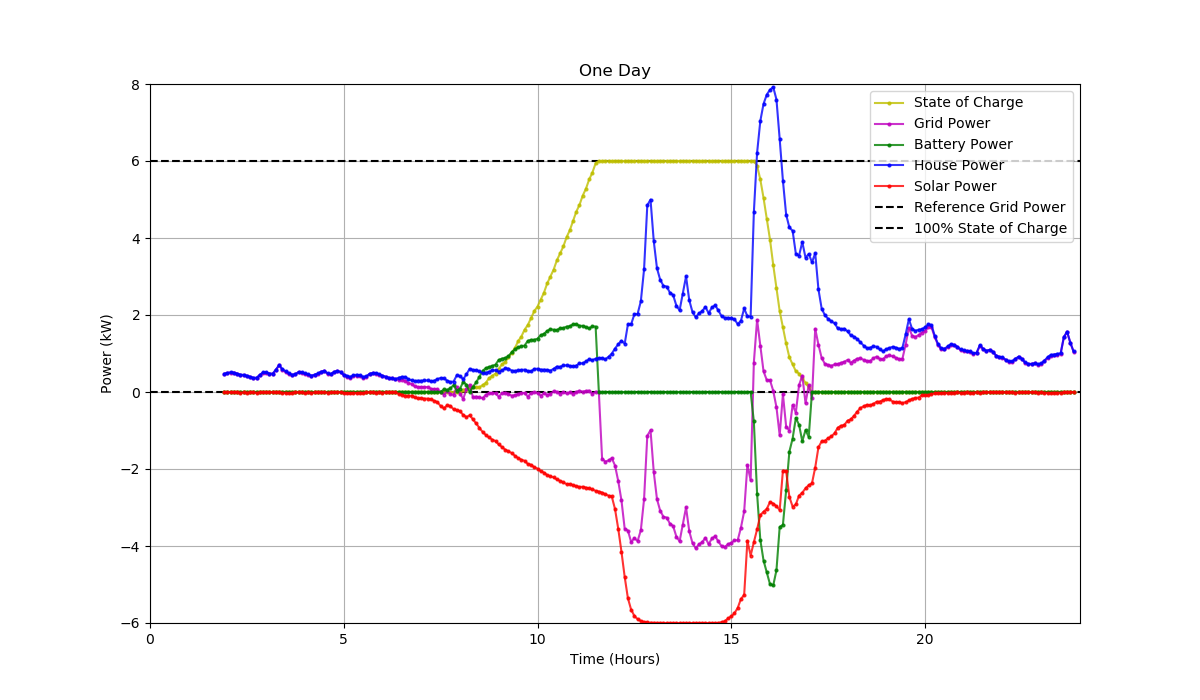 One Day
8
6
4
2
0
−2
−4
−6
Power (kW)
State of Charge
Grid Power
Battery Power
House Power
Solar Power
Reference Grid Power
100% State of Charge
0 5 10 15 20
Time (Hours)